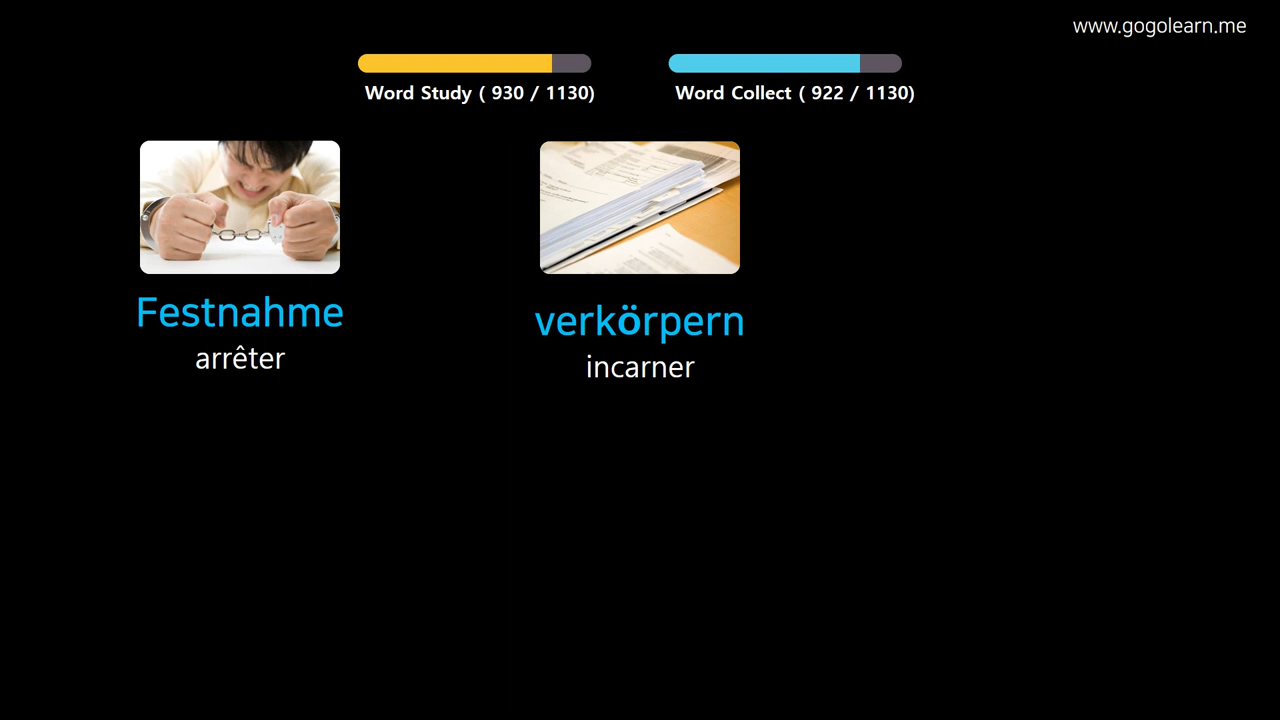 www.gogolearn.me
Word Study ( 930 / 1130)
Word Collect ( 922 / 1130)
Festnahme
arrêter
verkörpern
incarner